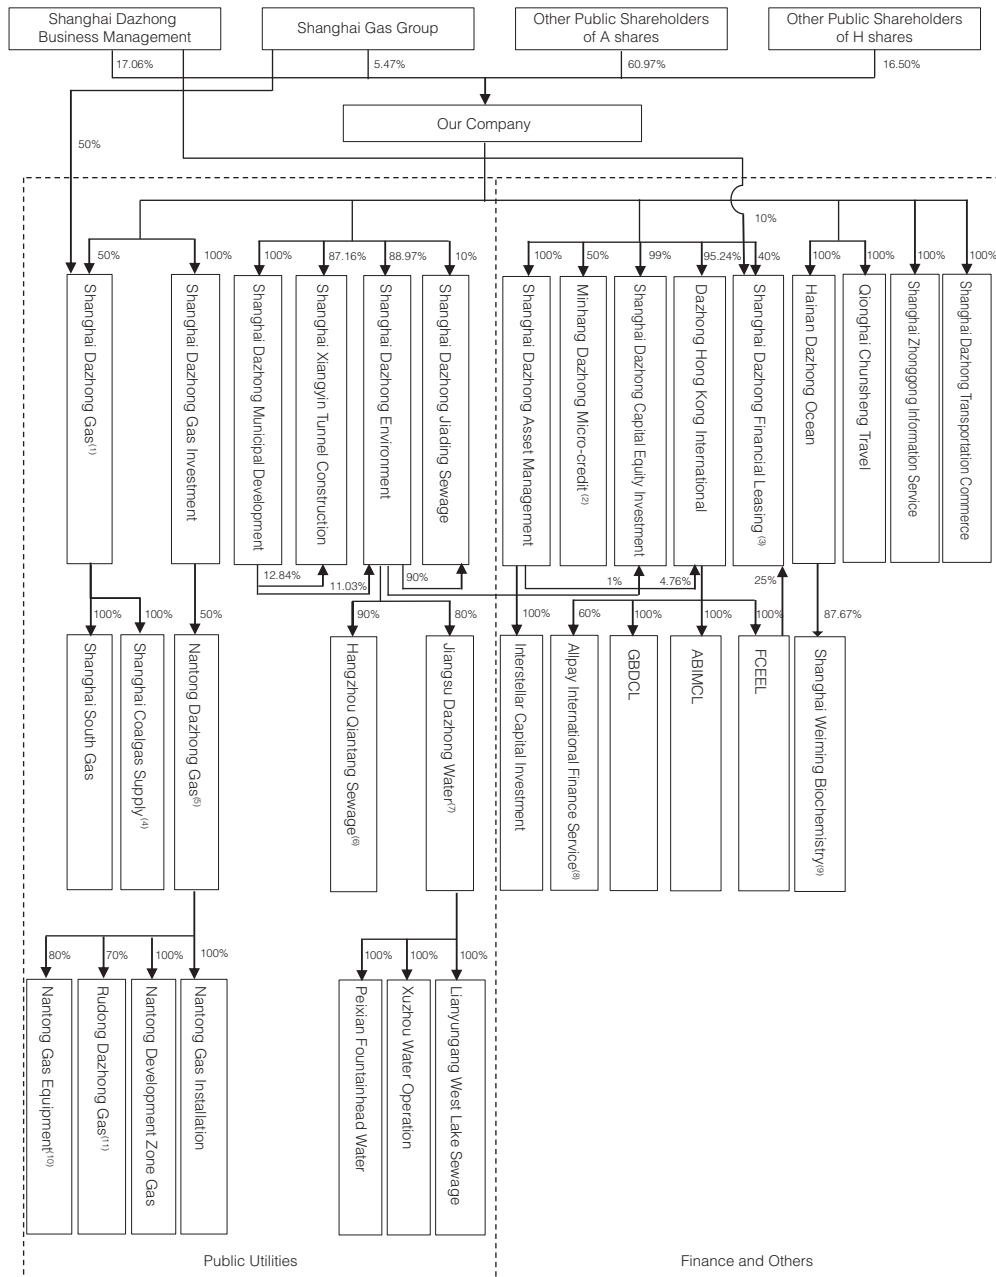 Shanghai Dazhong
Business Management
Shanghai Gas Group
Other Public Shareholders
of A shares
Other Public Shareholders
of H shares
17.06%
5.47%
60.97%
16.50%
Our Company
50%
10%
50%
100%
100%
87.16%
88.97%
10%
100%
50%
99%
95.24%
40%
100%
100%
100%
100%
Shanghai Dazhong Gas(1)
Shanghai Dazhong Gas Investment
Shanghai Dazhong Municipal Development
Shanghai Xiangyin Tunnel Construction
Shanghai Dazhong Environment
Shanghai Dazhong Jiading Sewage
Shanghai Dazhong Asset Management
Minhang Dazhong Micro-credit(2)
Shanghai Dazhong Capital Equity Investment
Dazhong Hong Kong International
Shanghai Dazhong Financial Leasing(3)
Hainan Dazhong Ocean
Qionghai Chunsheng Travel
Shanghai Zhonggong Information Service
Shanghai Dazhong Transportation Commerce
12.84%
11.03%
90%
1%
4.76%
25%
100%
100%
50%
90%
80%
100%
60%
100%
100%
100%
87.67%
Shanghai South Gas
Shanghai Coalgas Supply(4)
Nantong Dazhong Gas(5)
Hangzhou Qiantang Sewage(6)
Jiangsu Dazhong Water(7)
Interstellar Capital Investment
Allpay International Finance Service(8)
GBDCL
ABIMCL
FCEEL
Shanghai Weiming Biochemistry(9)
80%
70%
100%
100%
100%
100%
100%
Nantong Gas Equipment(10)
Rudong Dazhong Gas(11)
Nantong Development Zone Gas
Nantong Gas Installation
Peixian Fountainhead Water
Xuzhou Water Operation
Lianyungang West Lake Sewage
Public Utilities
Finance and Others